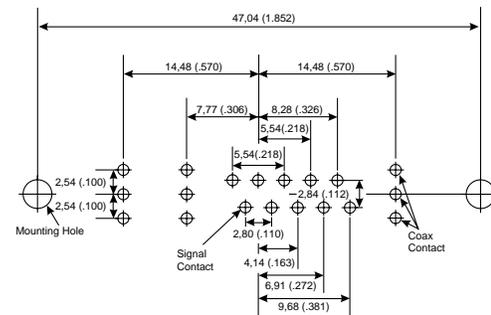 47,04 (1.852)
14,48 (.570)
14,48 (.570)
7,77 (.306)
8,28 (.326)
5,54(.218)
5,54(.218)
2,54 (.100)
2,84 (.112)
2,54 (.100)
Mounting Hole
Signal
Contact
2,80 (.110)
Coax
Contact
4,14 (.163)
6,91 (.272)
9,68 (.381)